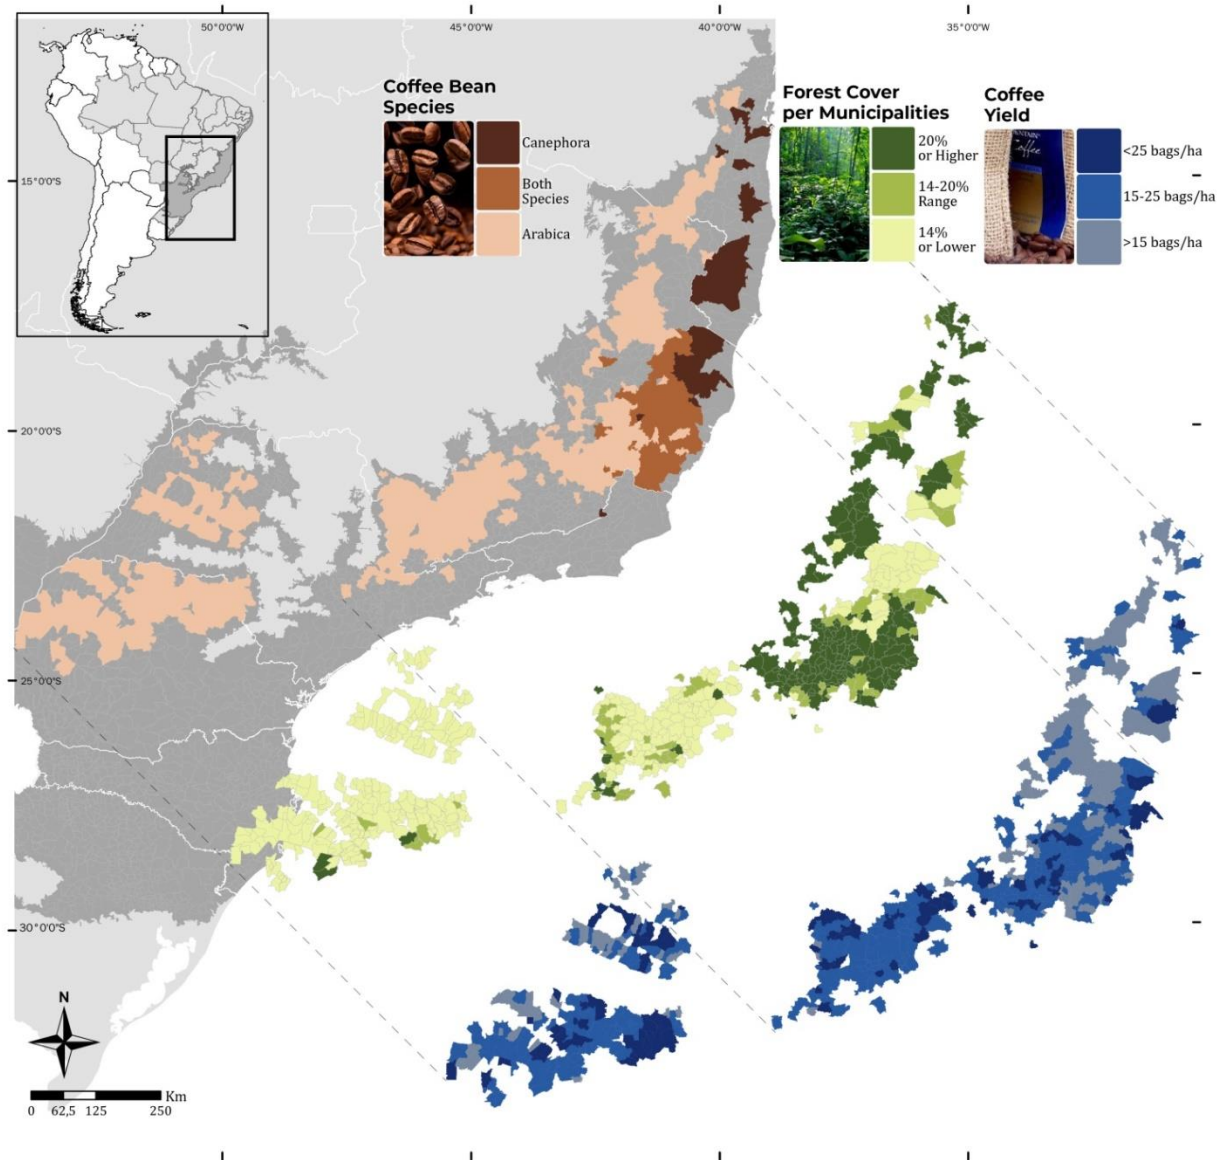 50°0'0"W
45°0'0"W
40°0'0"W
35°0'0"W
Coffee Bean
Species
Canephora
Both
Species
Arabica
Forest Cover
per Municipalities
20%
or Higher
14-20%
Range
14%
or Lower
Coffee
Yield
Coffee
<25 bags/ha
15-25 bags/ha
>15 bags/ha
15°0'0"S
20°0'0"S
25°0'0"S
30°0'0"S
N
Km
0 62,5 125 250